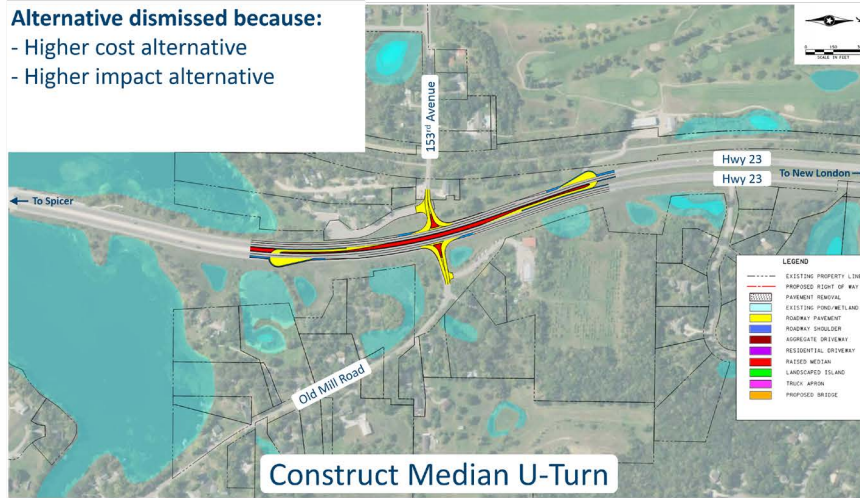 Alternative dismissed because:
- Higher cost alternative
- Higher impact alternative
153rd Avenue
SCALE IN FEET
Hwy 23
Hwy 23
To New London
To Spicer
Old Mill Road
LEGEND
EXISTING PROPERTY LINE
PROPOSED RIGHT OF WAY
PAVEMENT REMOVAL
EXISTING POND/WETLAND
ROADWAY PAVEMENT
ROADWAY SHOULDER
AGGREGATE DRIVEWAY
RESIDENTIAL DRIVEWAY
RAISED MEDIAN
LANDSCAPED ISLAND
TRUCK APRON
PROPOSED BRIDGE
Construct Median U-Turn